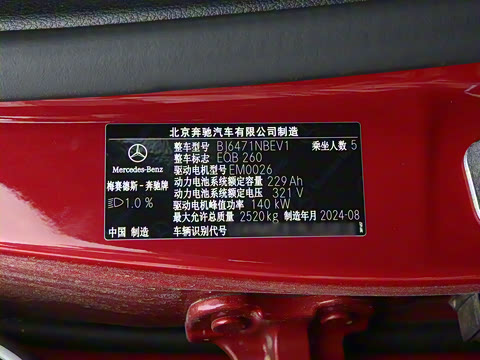 北京奔驰汽车有限公司制造
整车型号 BJ6471NBEV1 乘坐人数 5
整车标志 EQB 260
驱动电机型号 EM0026
动力电池系统额定容量 229 Ah
动力电池系统额定电压 321 V
驱动电机峰值功率 140 kW
最大允许总质量 2520 kg 制造年月 2024-08
车辆识别代号
Mercedes-Benz
梅赛德斯-奔驰牌
1.0 %
中国 制造